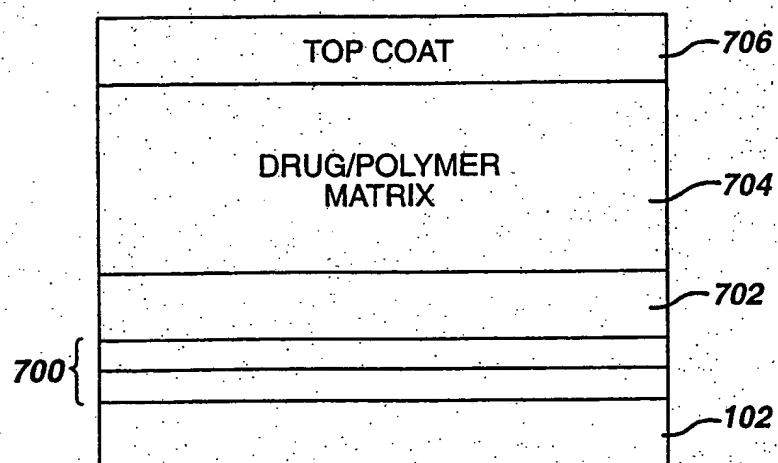 TOP COAT
706
DRUG/POLYMER
MATRIX
704
702
700
102